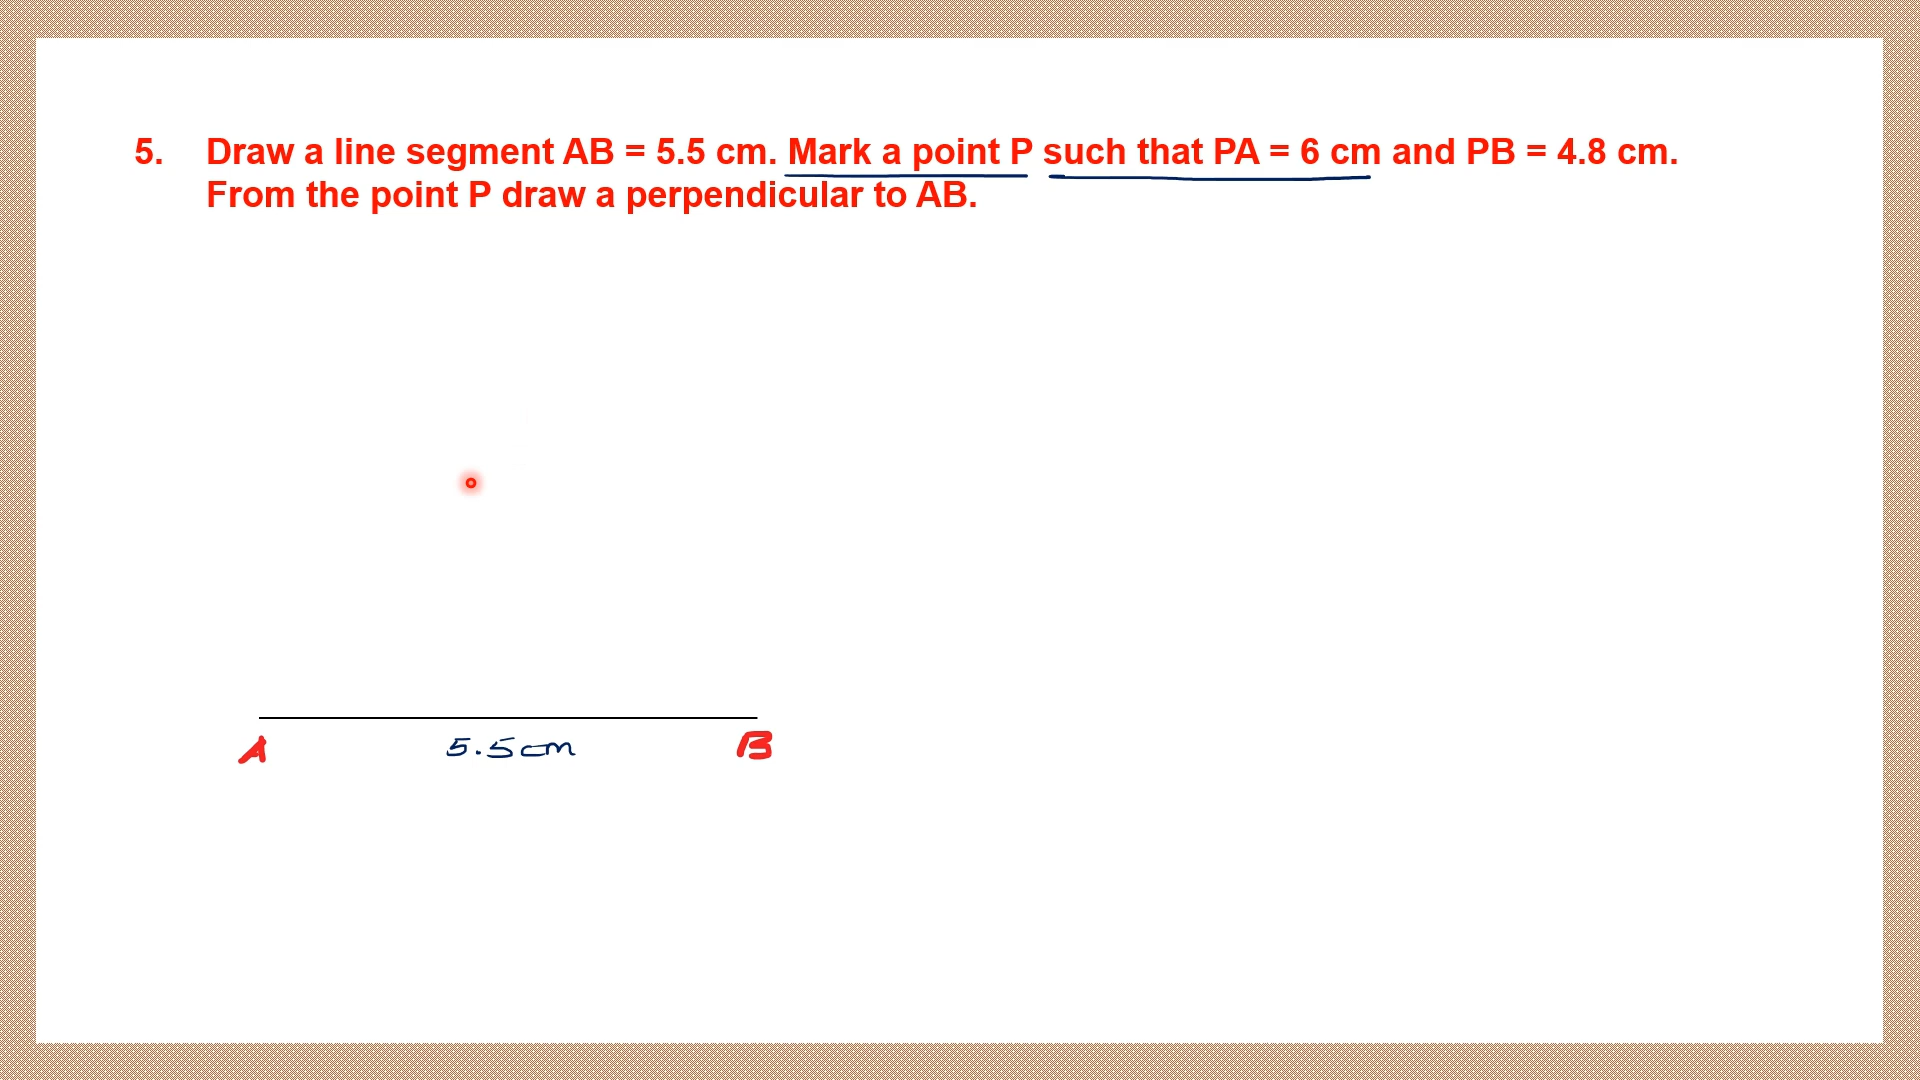 5. Draw a line segment AB = 5.5 cm. Mark a point P such that PA = 6 cm and PB = 4.8 cm.
From the point P draw a perpendicular to AB.
A 5.5cm B